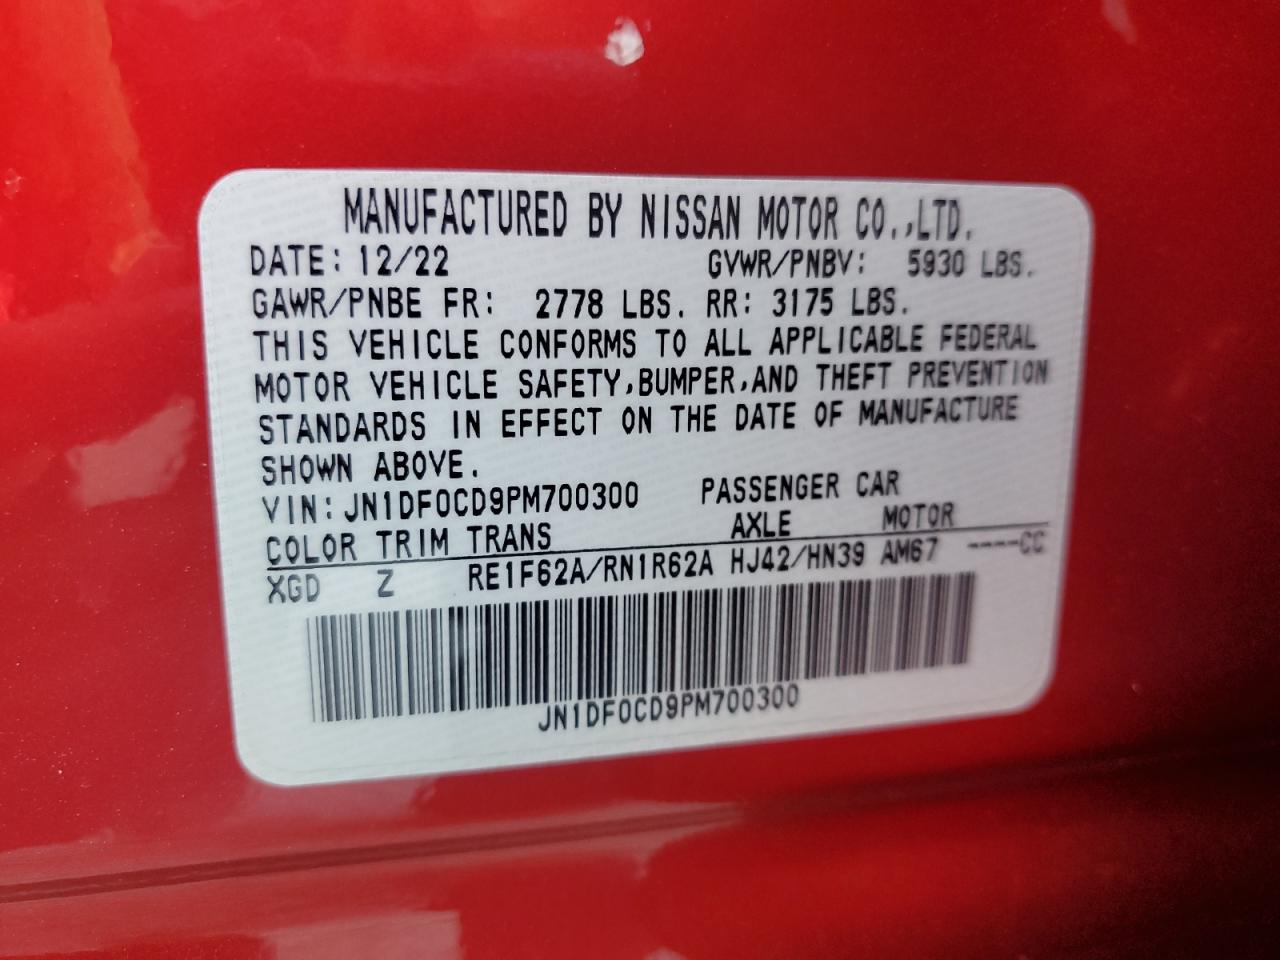 MANUFACTURED BY NISSAN MOTOR CO.,LTD.
DATE: 12/22 GVWR/PNBV: 5930 LBS.
GAWR/PNBE FR: 2778 LBS. RR: 3175 LBS.
THIS VEHICLE CONFORMS TO ALL APPLICABLE FEDERAL
MOTOR VEHICLE SAFETY,BUMPER,AND THEFT PREVENTION
STANDARDS IN EFFECT ON THE DATE OF MANUFACTURE
SHOWN ABOVE.
VIN: JN1DF0CD9PM700300 PASSENGER CAR
COLOR TRIM TRANS AXLE MOTOR
XGD Z RE1F62A/RN1R62A HJ42/HN39 AM67 ----CC
JN1DF0CD9PM700300